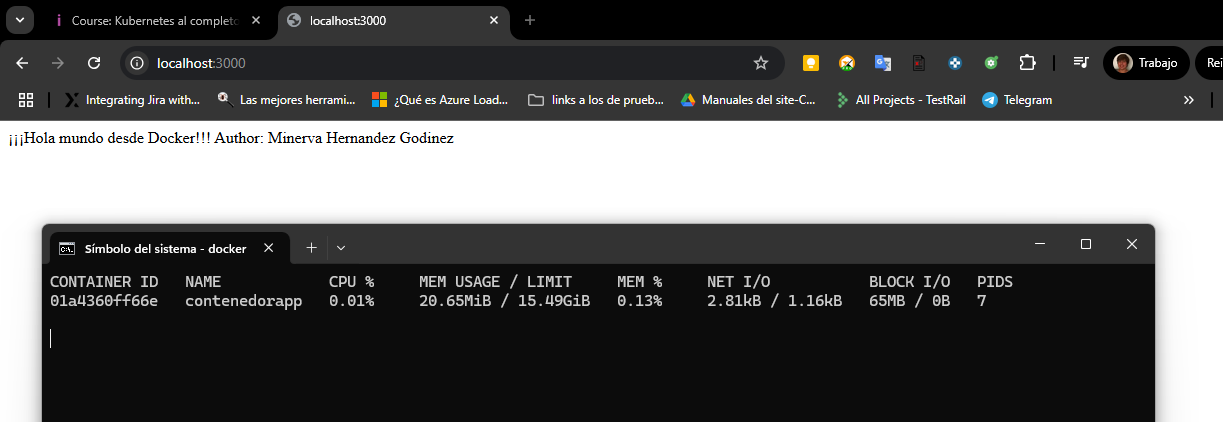 Course: Kubernetes al completo
localhost:3000
localhost:3000
Trabajo
Rei
Integrating Jira with...
Las mejores herrami...
¿Qué es Azure Load...
links a los de prueb...
Manuales del site-C...
All Projects - TestRail
Telegram
¡¡¡Hola mundo desde Docker!!! Author: Minerva Hernandez Godinez
Símbolo del sistema - docker
CONTAINER ID NAME CPU % MEM USAGE / LIMIT MEM % NET I/O BLOCK I/O PIDS
01a4360ff66e contenedorapp 0.01% 20.65MiB / 15.49GiB 0.13% 2.81kB / 1.16kB 65MB / 0B 7